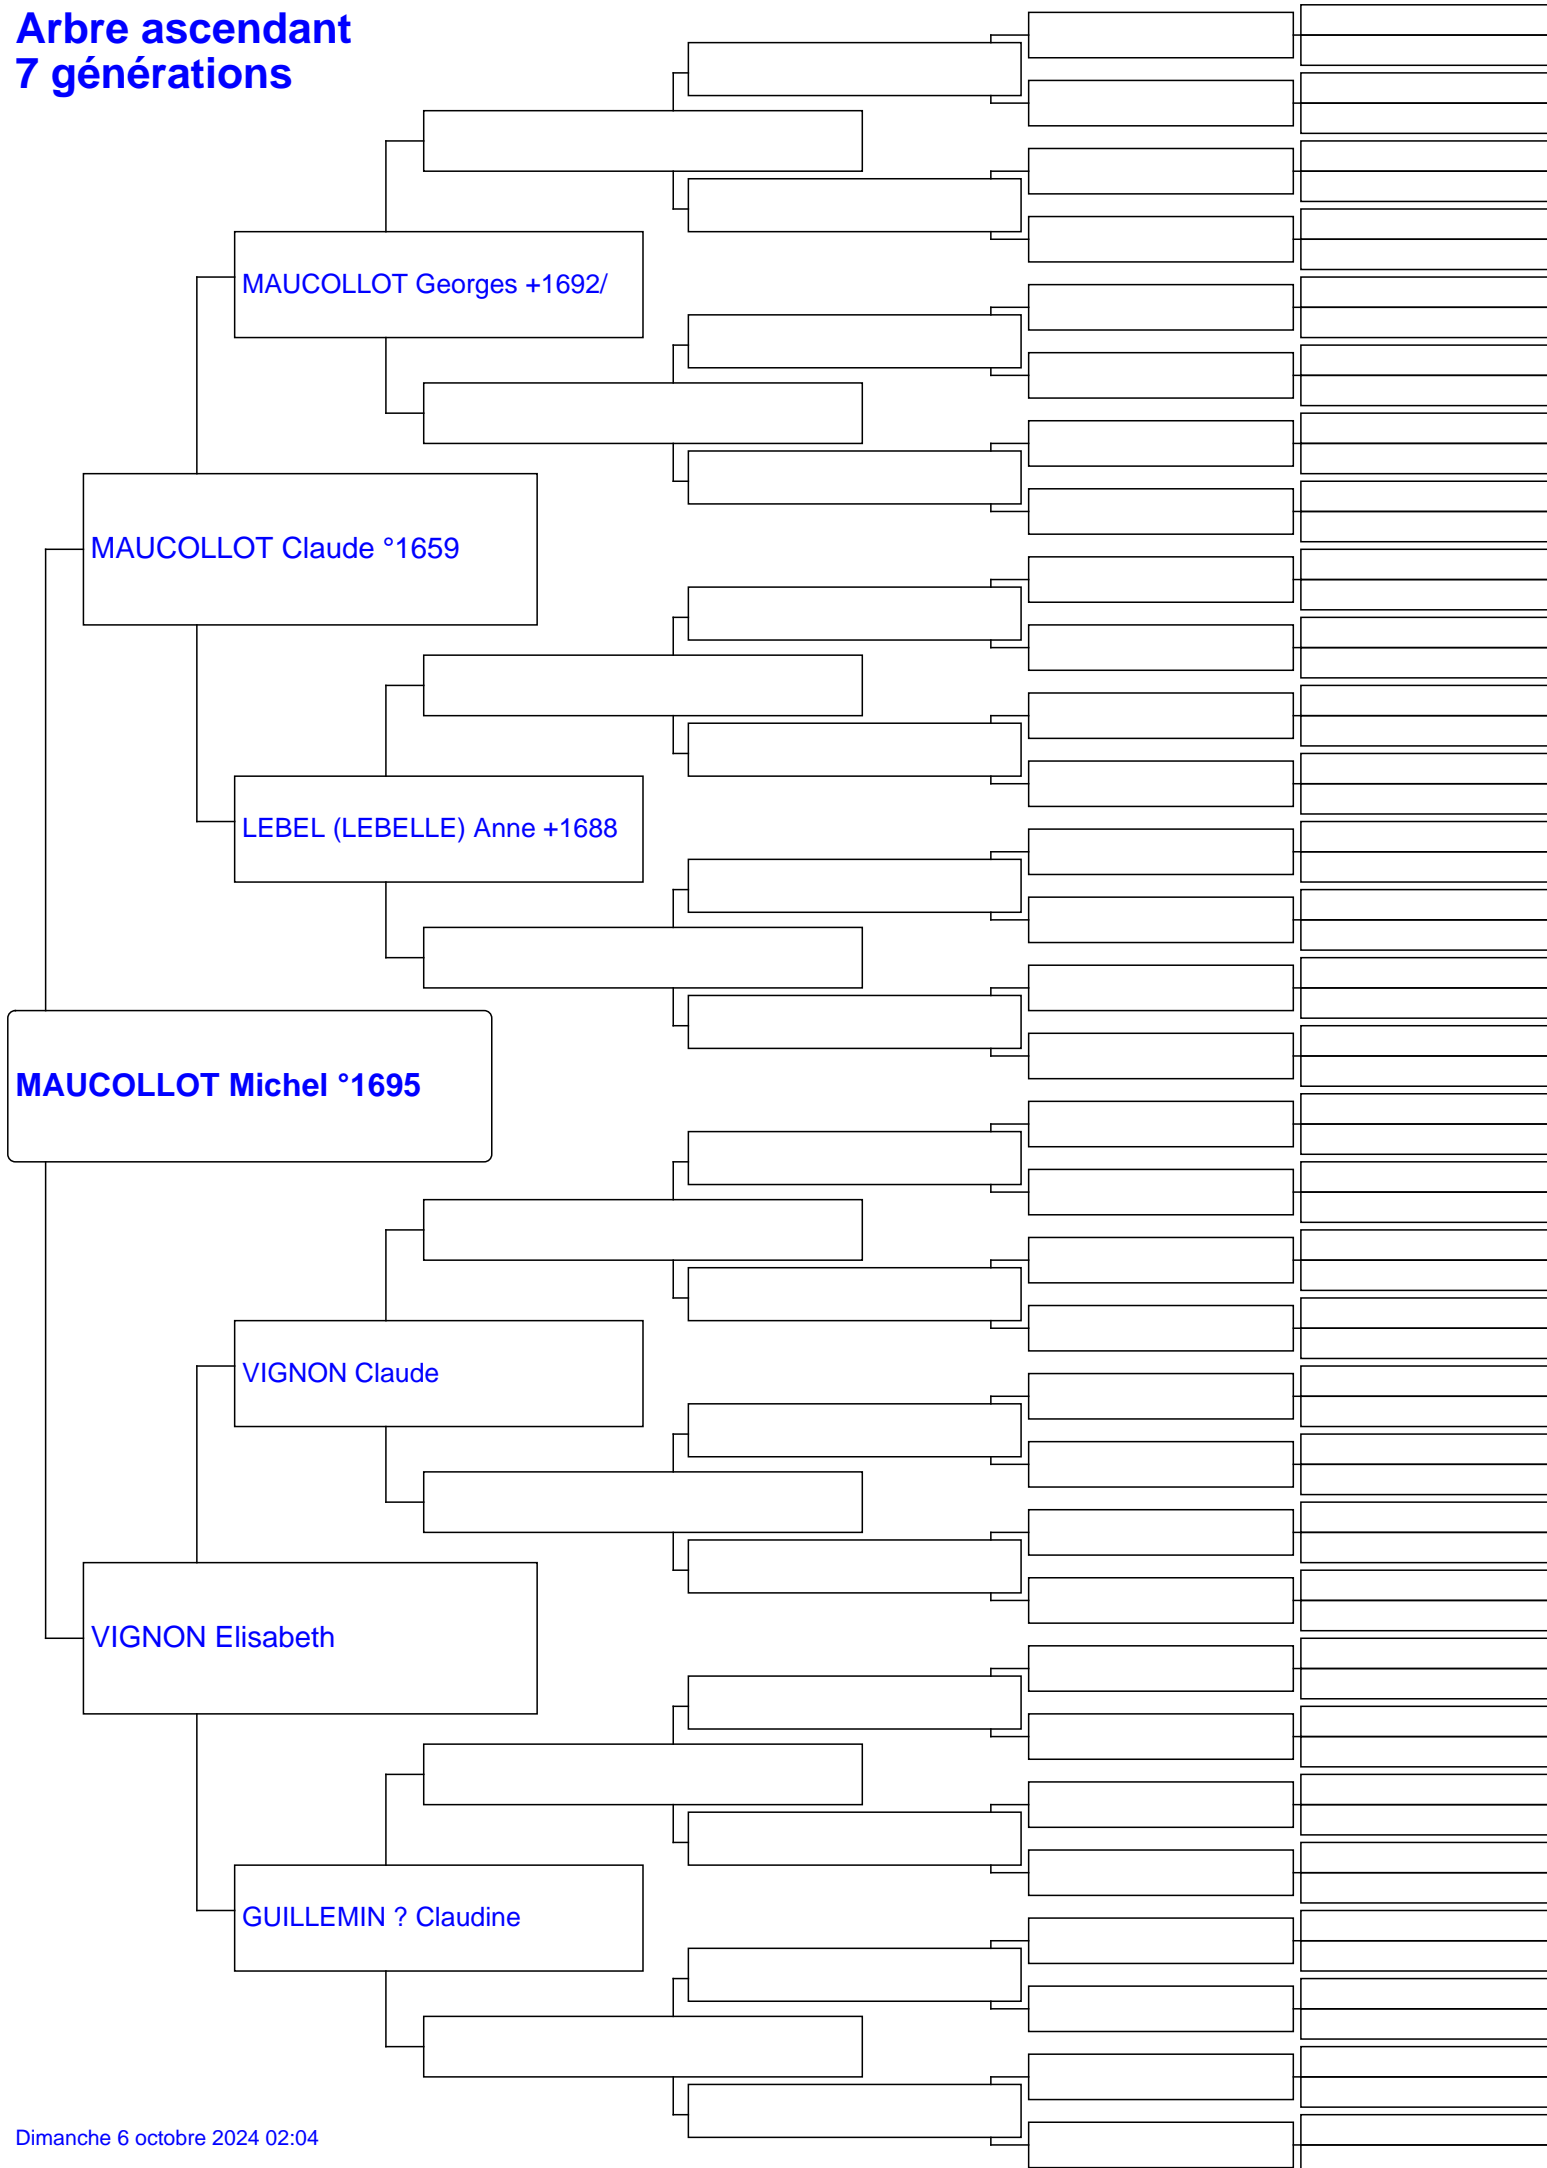 Arbre ascendant
7 générations
MAUCOLLOT Georges +1692/
MAUCOLLOT Claude °1659
LEBEL (LEBELLE) Anne +1688
MAUCOLLOT Michel °1695
VIGNON Claude
VIGNON Elisabeth
GUILLEMIN ? Claudine
Dimanche 6 octobre 2024 02:04